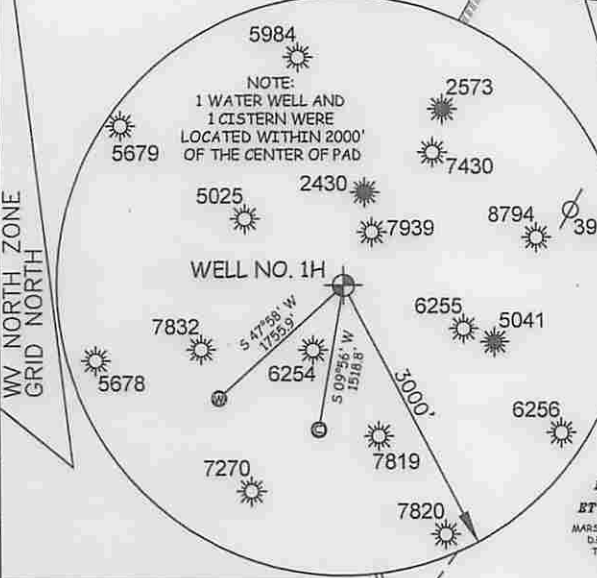 5984
NOTE:
1 WATER WELL AND
1 CISTERN WERE
LOCATED WITHIN 2000'
OF THE CENTER OF PAD
2573
5679
7430
2430
5025
7939
8794
39
WV NORTH ZONE
GRID NORTH
WELL NO. 1H
S 47°58' W
1755.9'
S 09°56' W
1518.8'
3000'
7832
6254
6255
5041
5678
W
C
6256
7270
7819
7820
ET
MARS